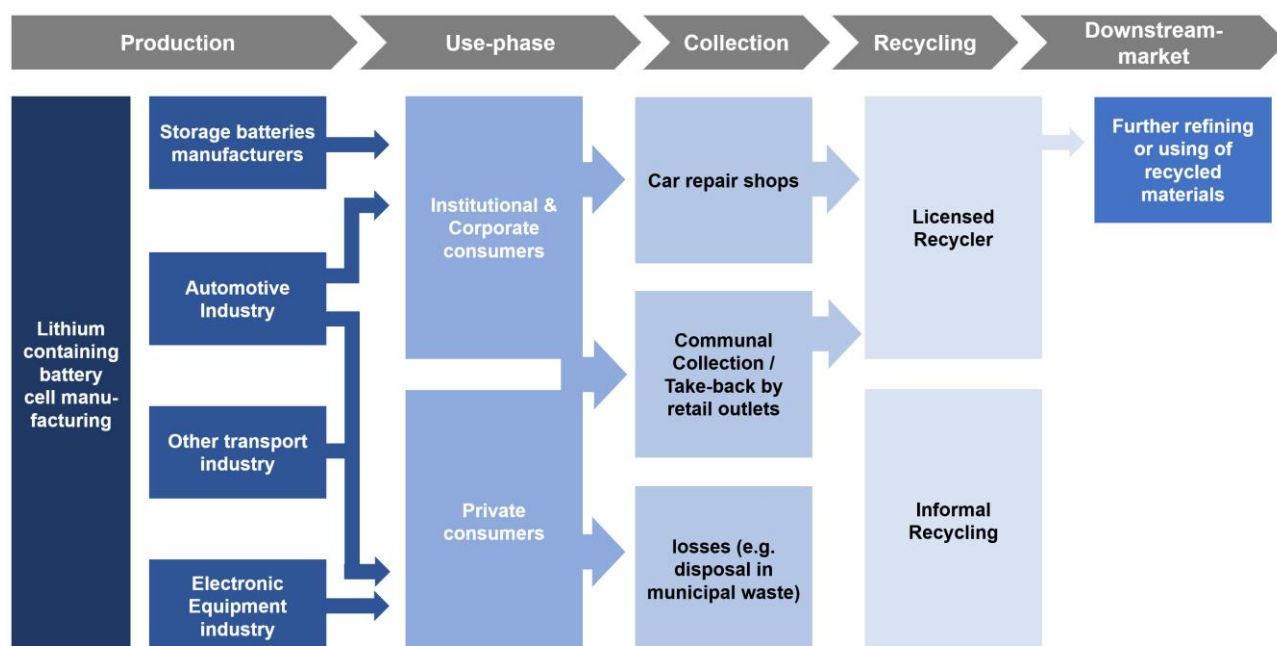 Production
Use-phase
Collection
Recycling
Downstream-
market
Lithium
containing
battery
cell manu-
facturing
Storage batteries
manufacturers
Automotive
Industry
Other transport
industry
Electronic
Equipment
industry
Institutional &
Corporate
consumers
Private
consumers
Car repair shops
Communal
Collection /
Take-back by
retail outlets
losses (e.g.
disposal in
municipal waste)
Licensed
Recycler
Informal
Recycling
Further refining
or using of
recycled
materials